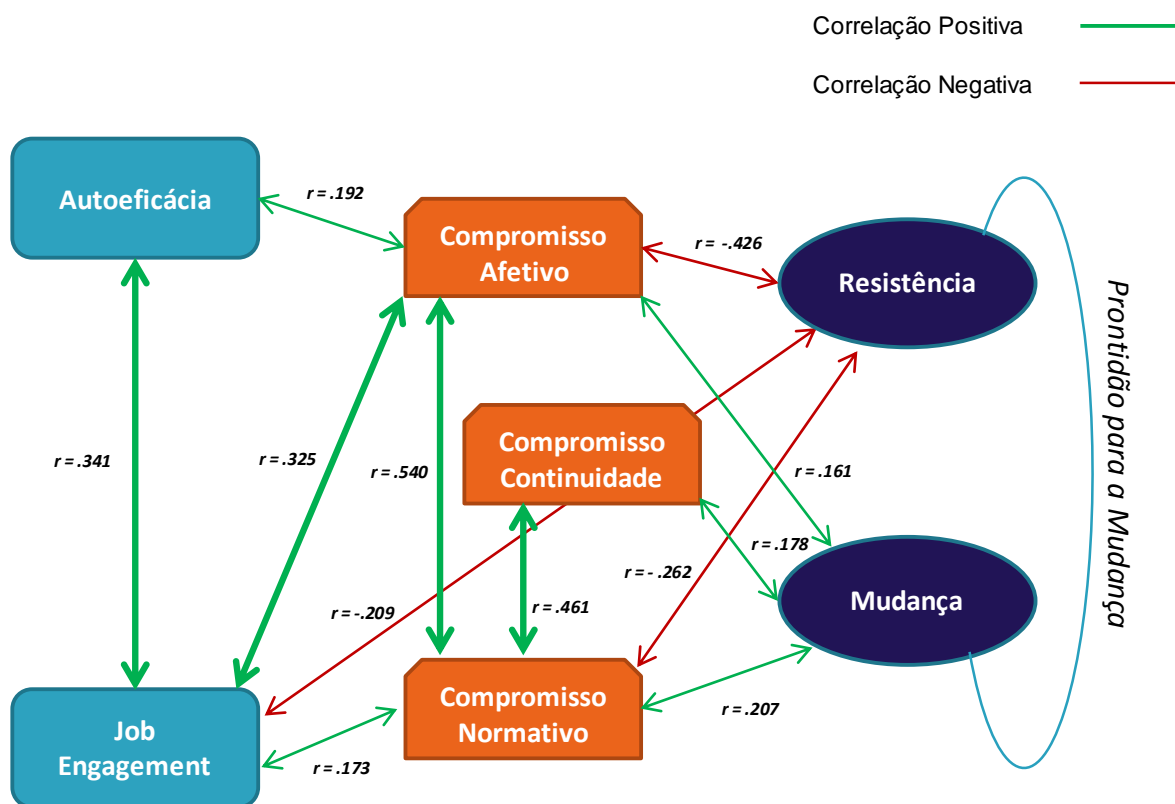 Correlação Positiva
Correlação Negativa
Autoeficácia
r = .192
Compromisso
Afetivo
r = -.426
Resistência
Prontidão para a Mudança
r = .341
r = .325
r = .540
Compromisso
Continuidade
r = .161
r = .178
r = - .262
r = -.209
r = .461
Mudança
Job
Engagement
r = .173
Compromisso
Normativo
r = .207